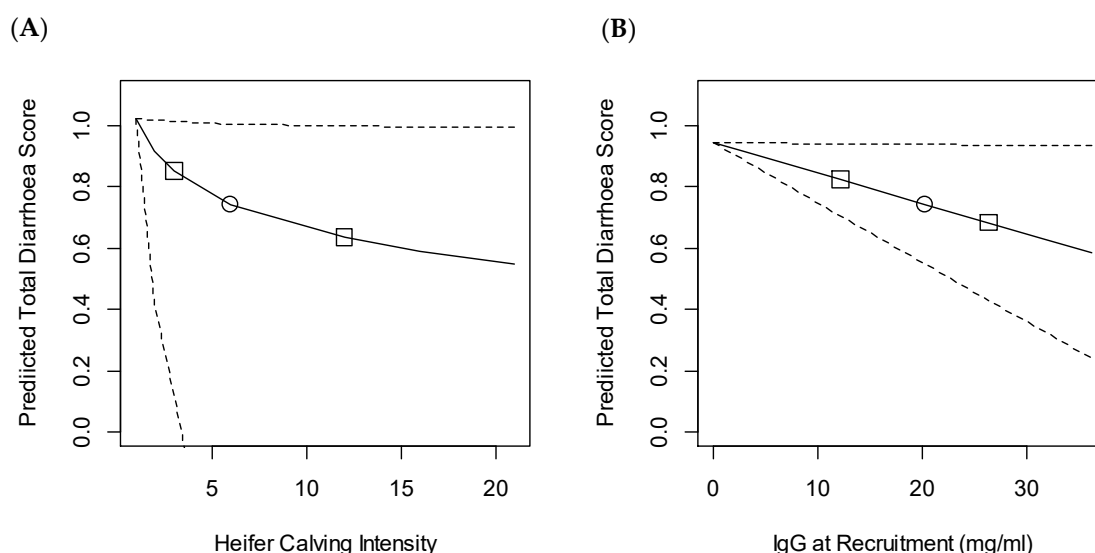 (A)
Prediicted Total Diarrhoea Score
0.0 0.2 0.4 0.6 0.8 1.0
5 10 15 20
Heifer Calving Intensity
(B)
Prediicted Total Diarrhoea Score
0.0 0.2 0.4 0.6 0.8 1.0
0 10 20 30
IgG at Recruitment (mg/ml)